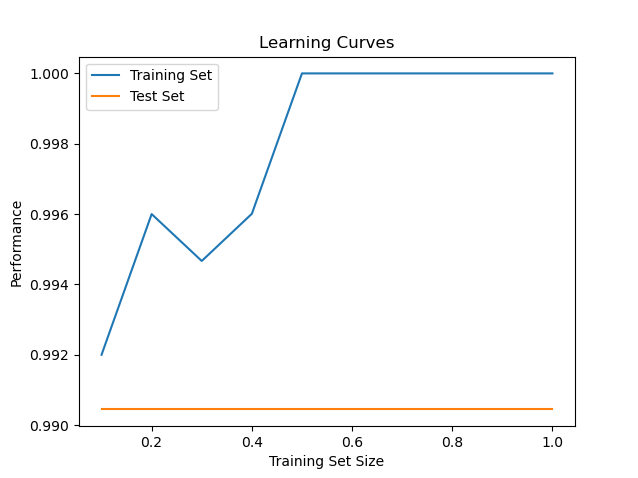 Learning Curves
Training Set
Test Set
1.000
0.998
0.996
0.994
0.992
0.990
Performance
0.2
0.4
0.6
0.8
1.0
Training Set Size